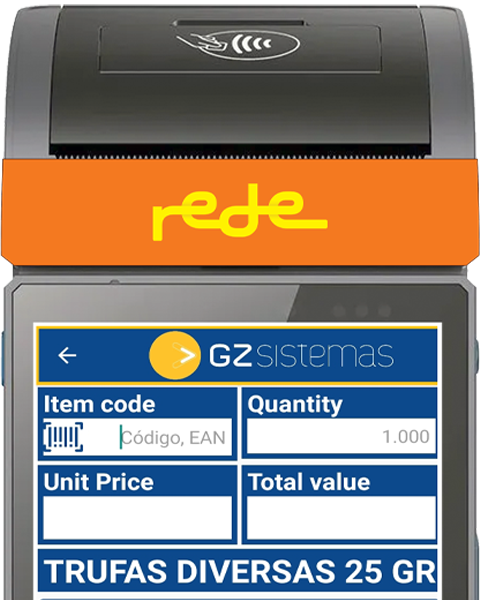 rede
GZ sistemas
Item code
Quantity
Código, EAN
1.000
Unit Price
Total value
TRUFAS DIVERSAS 25 GR